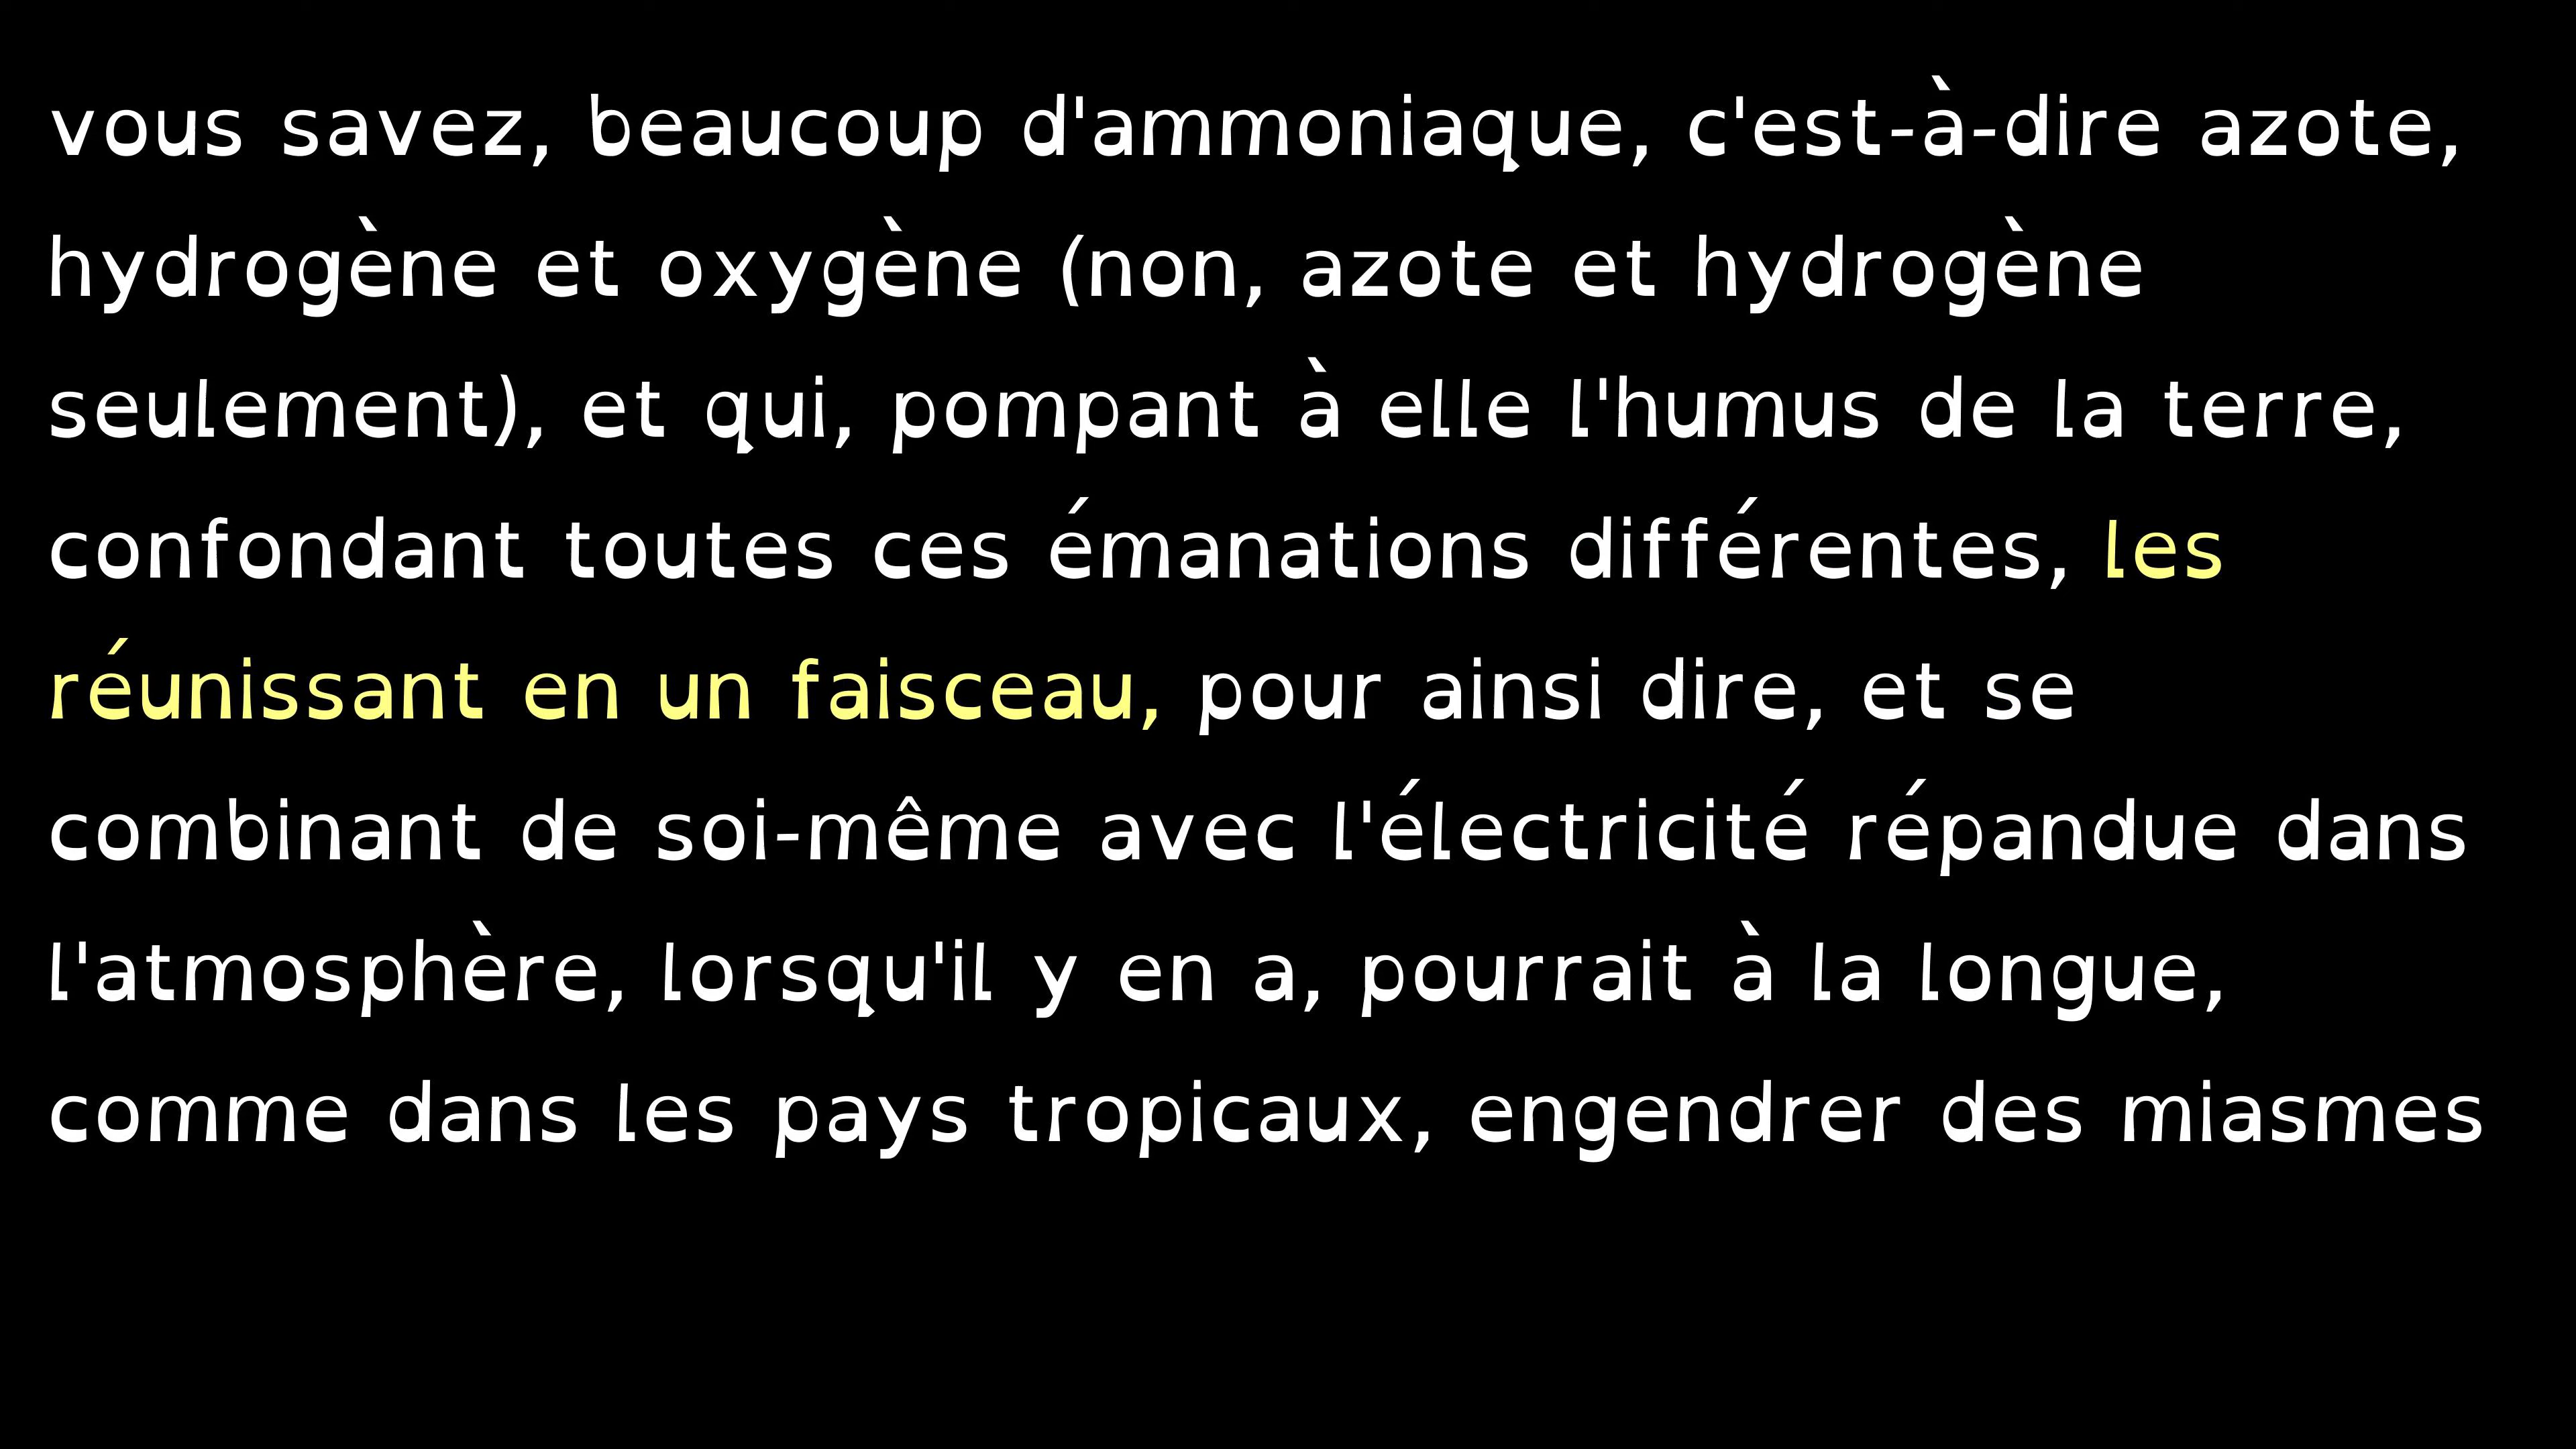 vous savez, beaucoup d'ammoniaque, c'est-à-dire azote,
hydrogène et oxygène (non, azote et hydrogène
seulement), et qui, pompant à elle l'humus de la terre,
confondant toutes ces émanations différentes, les
réunissant en un faisceau, pour ainsi dire, et se
combinant de soi-même avec l'électricité répandue dans
l'atmosphère, lorsqu'il y en a, pourrait à la longue,
comme dans les pays tropicaux, engendrer des miasmes